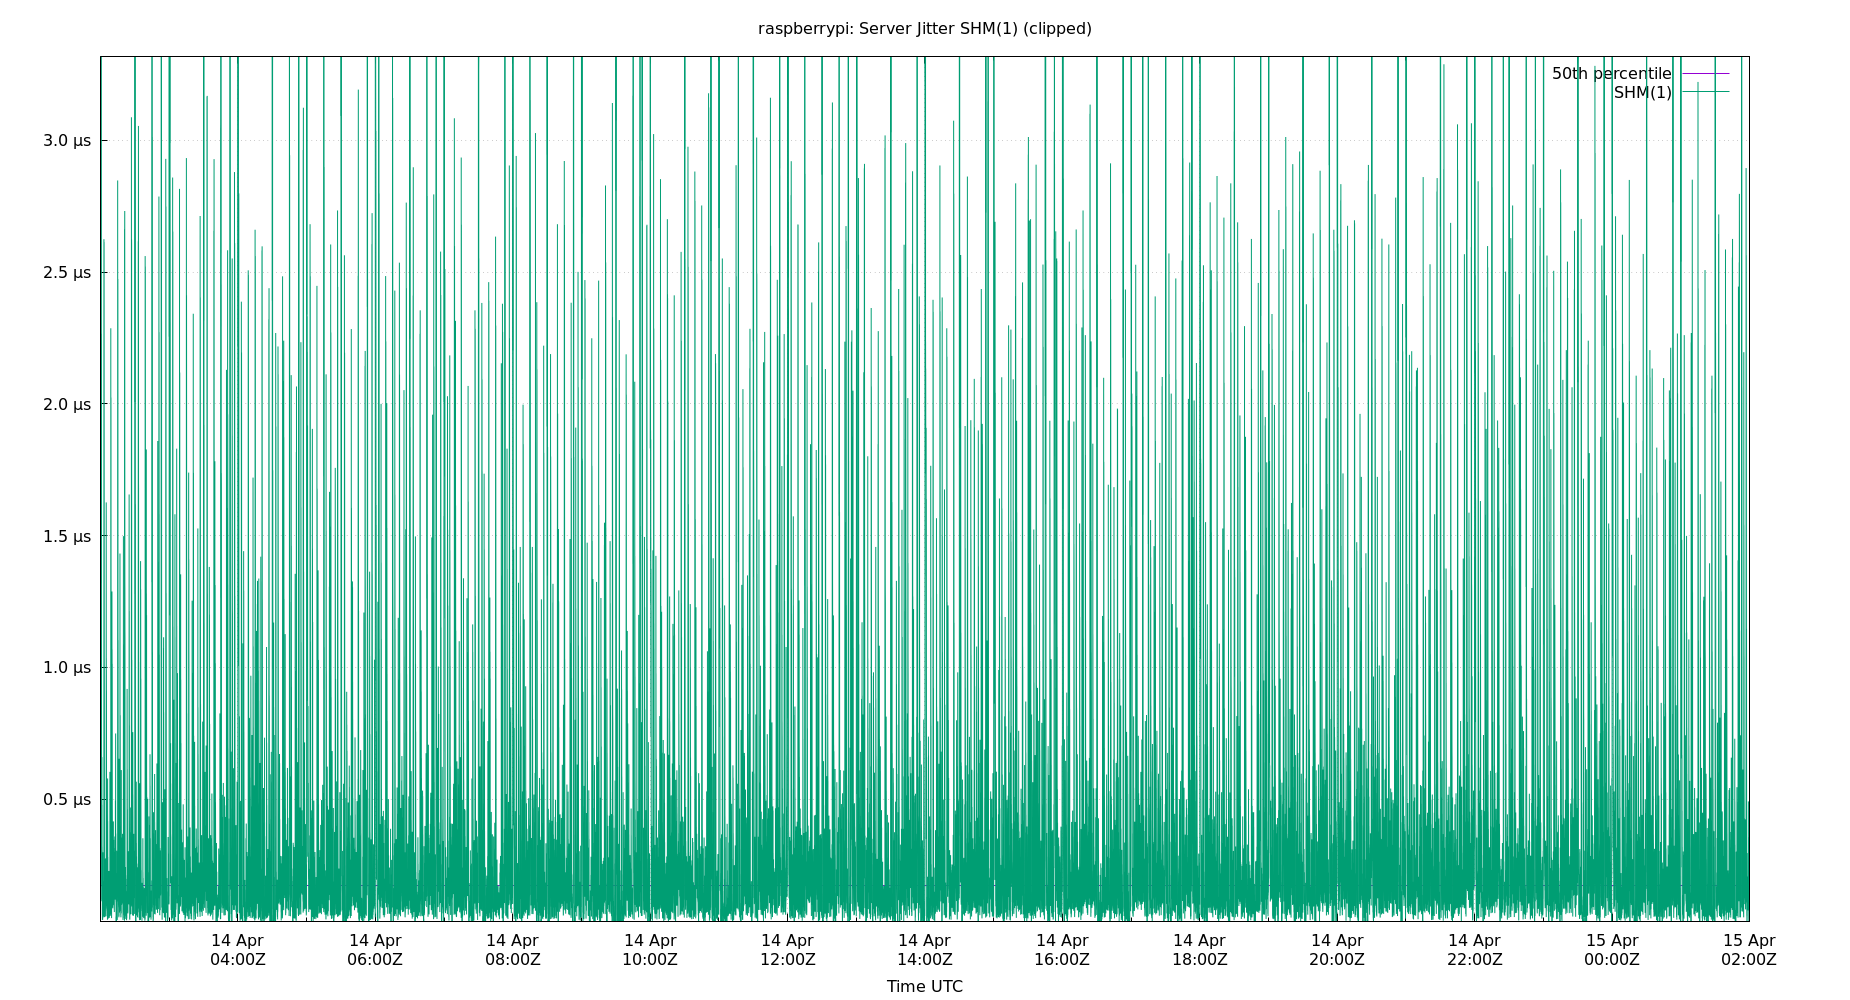 raspberrypi: Server Jitter SHM(1) (clipped)
50th percentile
SHM(1)
3.0 µs
2.5 µs
2.0 µs
1.5 µs
1.0 µs
0.5 µs
14 Apr 14 Apr 14 Apr 14 Apr 14 Apr 14 Apr 14 Apr 14 Apr 14 Apr 14 Apr 15 Apr 15 Apr
04:00Z 06:00Z 08:00Z 10:00Z 12:00Z 14:00Z 16:00Z 18:00Z 20:00Z 22:00Z 00:00Z 02:00Z
Time UTC